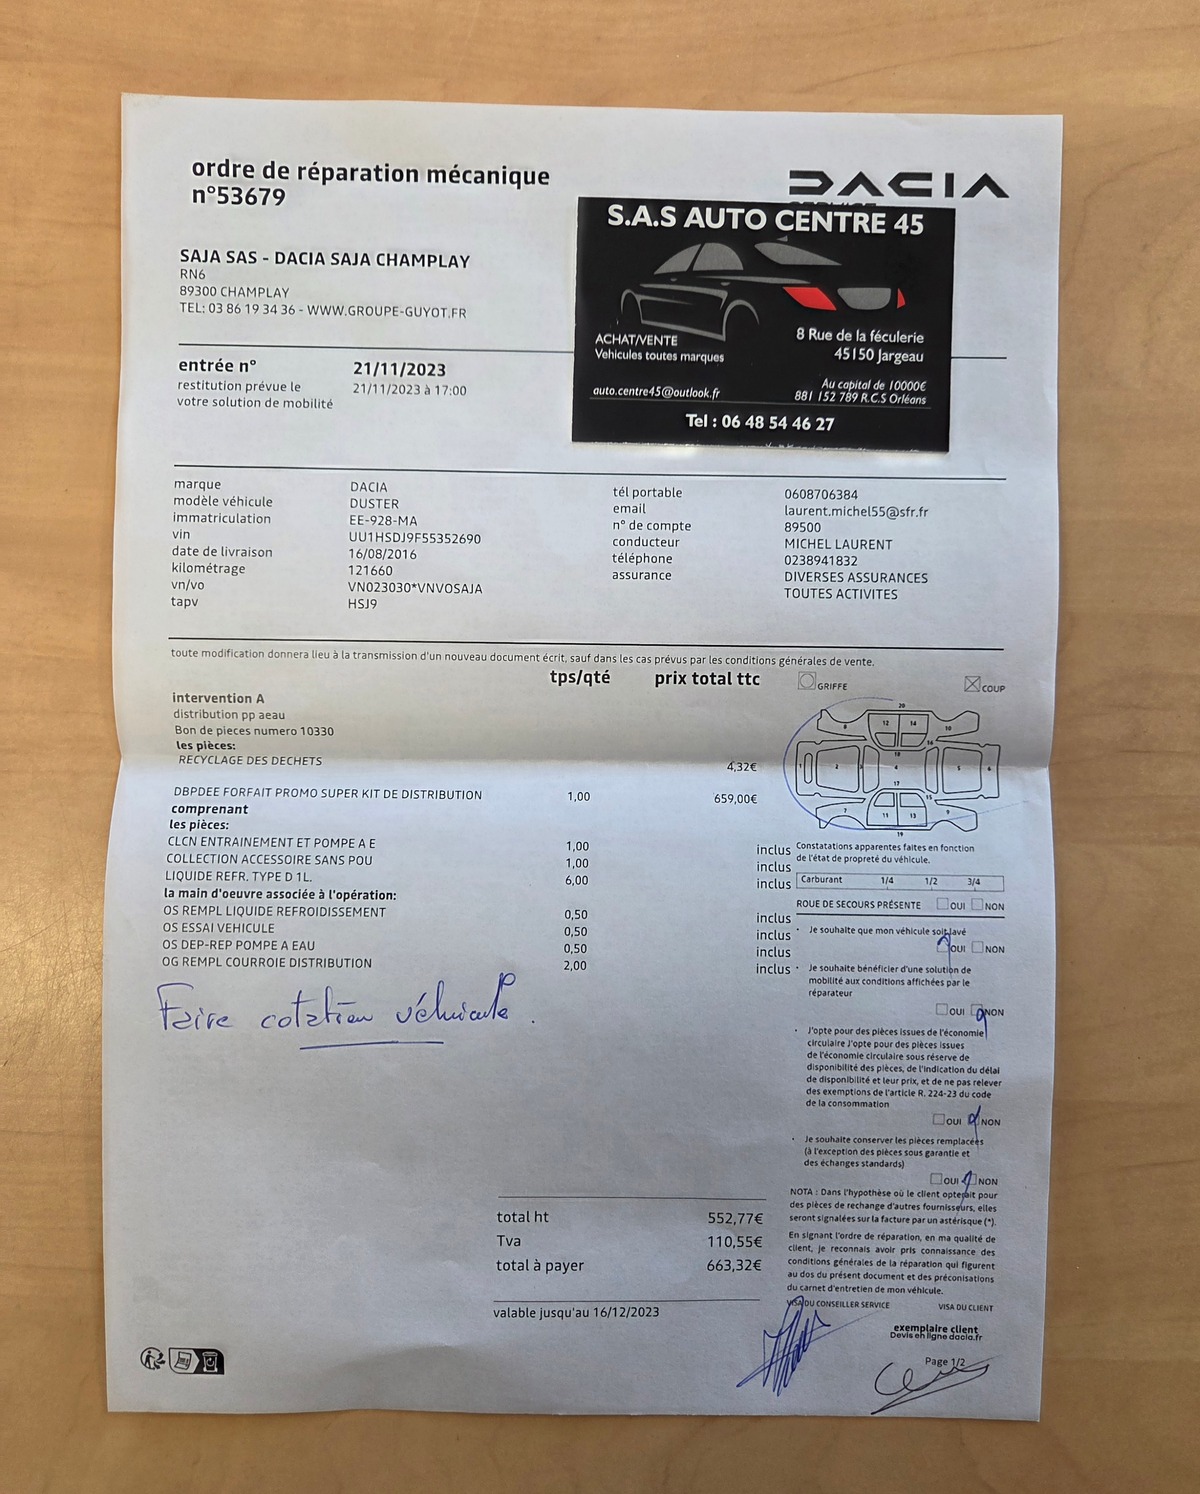 ordre de réparation mécanique
n°53679
DACIA
SAJA SAS - DACIA SAJA CHAMPLAY
RN6
89300 CHAMPLAY
TEL: 03 86 19 34 36 - WWW.GROUPE-GUYOT.FR
S.A.S AUTO CENTRE 45
ACHAT/VENTE
Vehicules toutes marques
8 Rue de la féculerie
45150 Jargeau
auto.centre45@outlook.fr
Au capital de 10000€
881 152 789 R.C.S Orléans
Tel : 06 48 54 46 27
entrée n° 21/11/2023
restitution prévue le 21/11/2023 à 17:00
votre solution de mobilité
marque DACIA
modèle véhicule DUSTER
immatriculation EE-928-MA
vin UU1HSDJ9F55352690
date de livraison 16/08/2016
kilométrage 121660
vn/vo VN023030*VNVOSAJA
tapv HSJ9
tél portable 0608706384
email laurent.michel55@sfr.fr
n° de compte 89500
conducteur MICHEL LAURENT
téléphone 0238941832
assurance DIVERSES ASSURANCES
TOUTES ACTIVITES
toute modification donnera lieu à la transmission d'un nouveau document écrit, sauf dans les cas prévus par les conditions générales de vente.
tps/qté prix total ttc
intervention A
distribution pp aeau
Bon de pieces numero 10330
les pièces:
RECYCLAGE DES DECHETS 4,32€
DBPDEE FORFAIT PROMO SUPER KIT DE DISTRIBUTION 1,00 659,00€
comprenant
les pièces:
CLCN ENTRAINEMENT ET POMPE A E 1,00 inclus
COLLECTION ACCESSOIRE SANS POU 1,00 inclus
LIQUIDE REFR. TYPE D 1L. 6,00 inclus
la main d'oeuvre associée à l'opération:
OS REMPL LIQUIDE REFROIDISSEMENT 0,50 inclus
OS ESSAI VEHICULE 0,50 inclus
OS DEP-REP POMPE A EAU 0,50 inclus
OG REMPL COURROIE DISTRIBUTION 2,00 inclus
Faire cotation véhicule.
GRIFFE COUP
20
8 12 14 10
16
18
1 2 3 4 5 6
17
15
7 11 13 9
19
Constatations apparentes faites en fonction
de l'état de propreté du véhicule.
Carburant 1/4 1/2 3/4
ROUE DE SECOURS PRÉSENTE OUI NON
· Je souhaite que mon véhicule soit lavé
OUI NON
· Je souhaite bénéficier d'une solution de
mobilité aux conditions affichées par le
réparateur
OUI NON
· J'opte pour des pièces issues de l'économie
circulaire J'opte pour des pièces issues
de l'économie circulaire sous réserve de
disponibilité des pièces, de l'indication du délai
de disponibilité et leur prix, et de ne pas relever
des exemptions de l'article R. 224-23 du code
de la consommation
OUI NON
· Je souhaite conserver les pièces remplacées
(à l'exception des pièces sous garantie et
des échanges standards)
OUI NON
NOTA : Dans l'hypothèse où le client opterait pour
des pièces de rechange d'autres fournisseurs, elles
seront signalées sur la facture par un astérisque (*).
En signant l'ordre de réparation, en ma qualité de
client, je reconnais avoir pris connaissance des
conditions générales de la réparation qui figurent
au dos du présent document et des préconisations
du carnet d'entretien de mon véhicule.
VISA DU CONSEILLER SERVICE VISA DU CLIENT
total ht 552,77€
Tva 110,55€
total à payer 663,32€
valable jusqu'au 16/12/2023
exemplaire client
Devis en ligne dacia.fr
Page 1/2